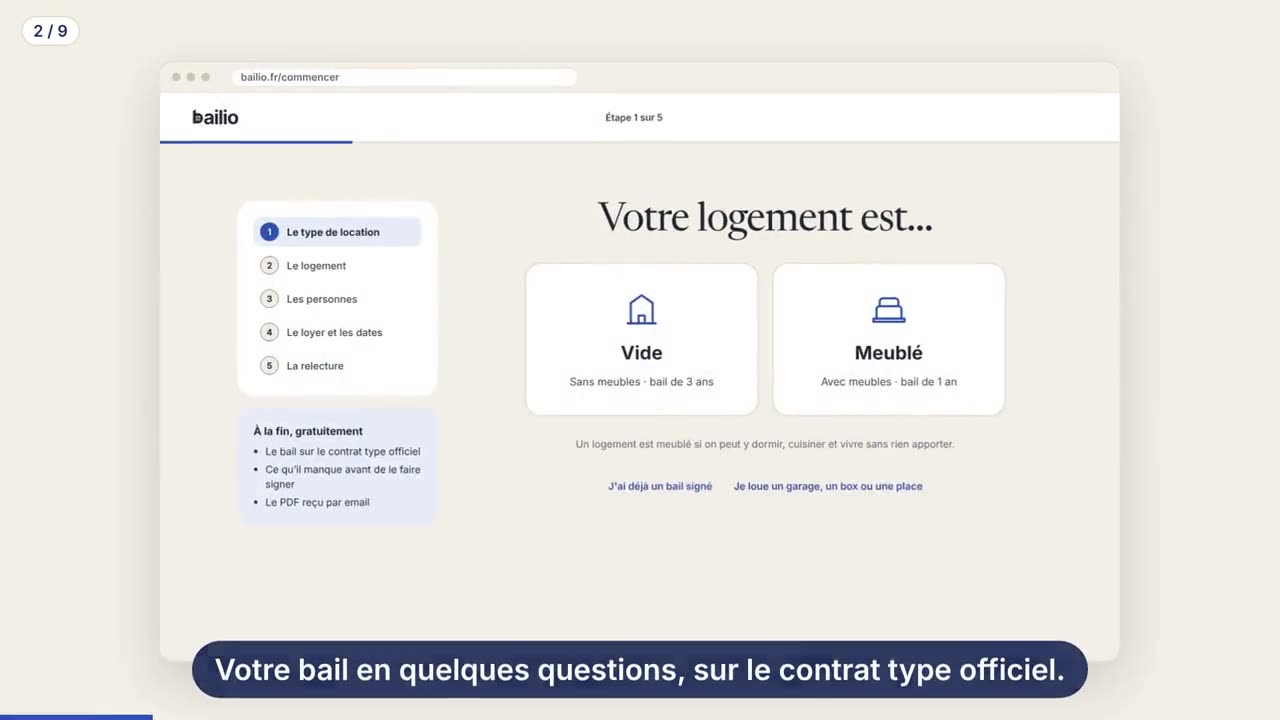 2 / 9
bailio.fr/commencer
bailio
Étape 1 sur 5
1 Le type de location
2 Le logement
3 Les personnes
4 Le loyer et les dates
5 La relecture
À la fin, gratuitement
• Le bail sur le contrat type officiel
• Ce qu'il manque avant de le faire
signer
• Le PDF reçu par email
Votre logement est...
Vide
Sans meubles · bail de 3 ans
Meublé
Avec meubles · bail de 1 an
Un logement est meublé si on peut y dormir, cuisiner et vivre sans rien apporter.
J'ai déjà un bail signé
Je loue un garage, un box ou une place
Votre bail en quelques questions, sur le contrat type officiel.